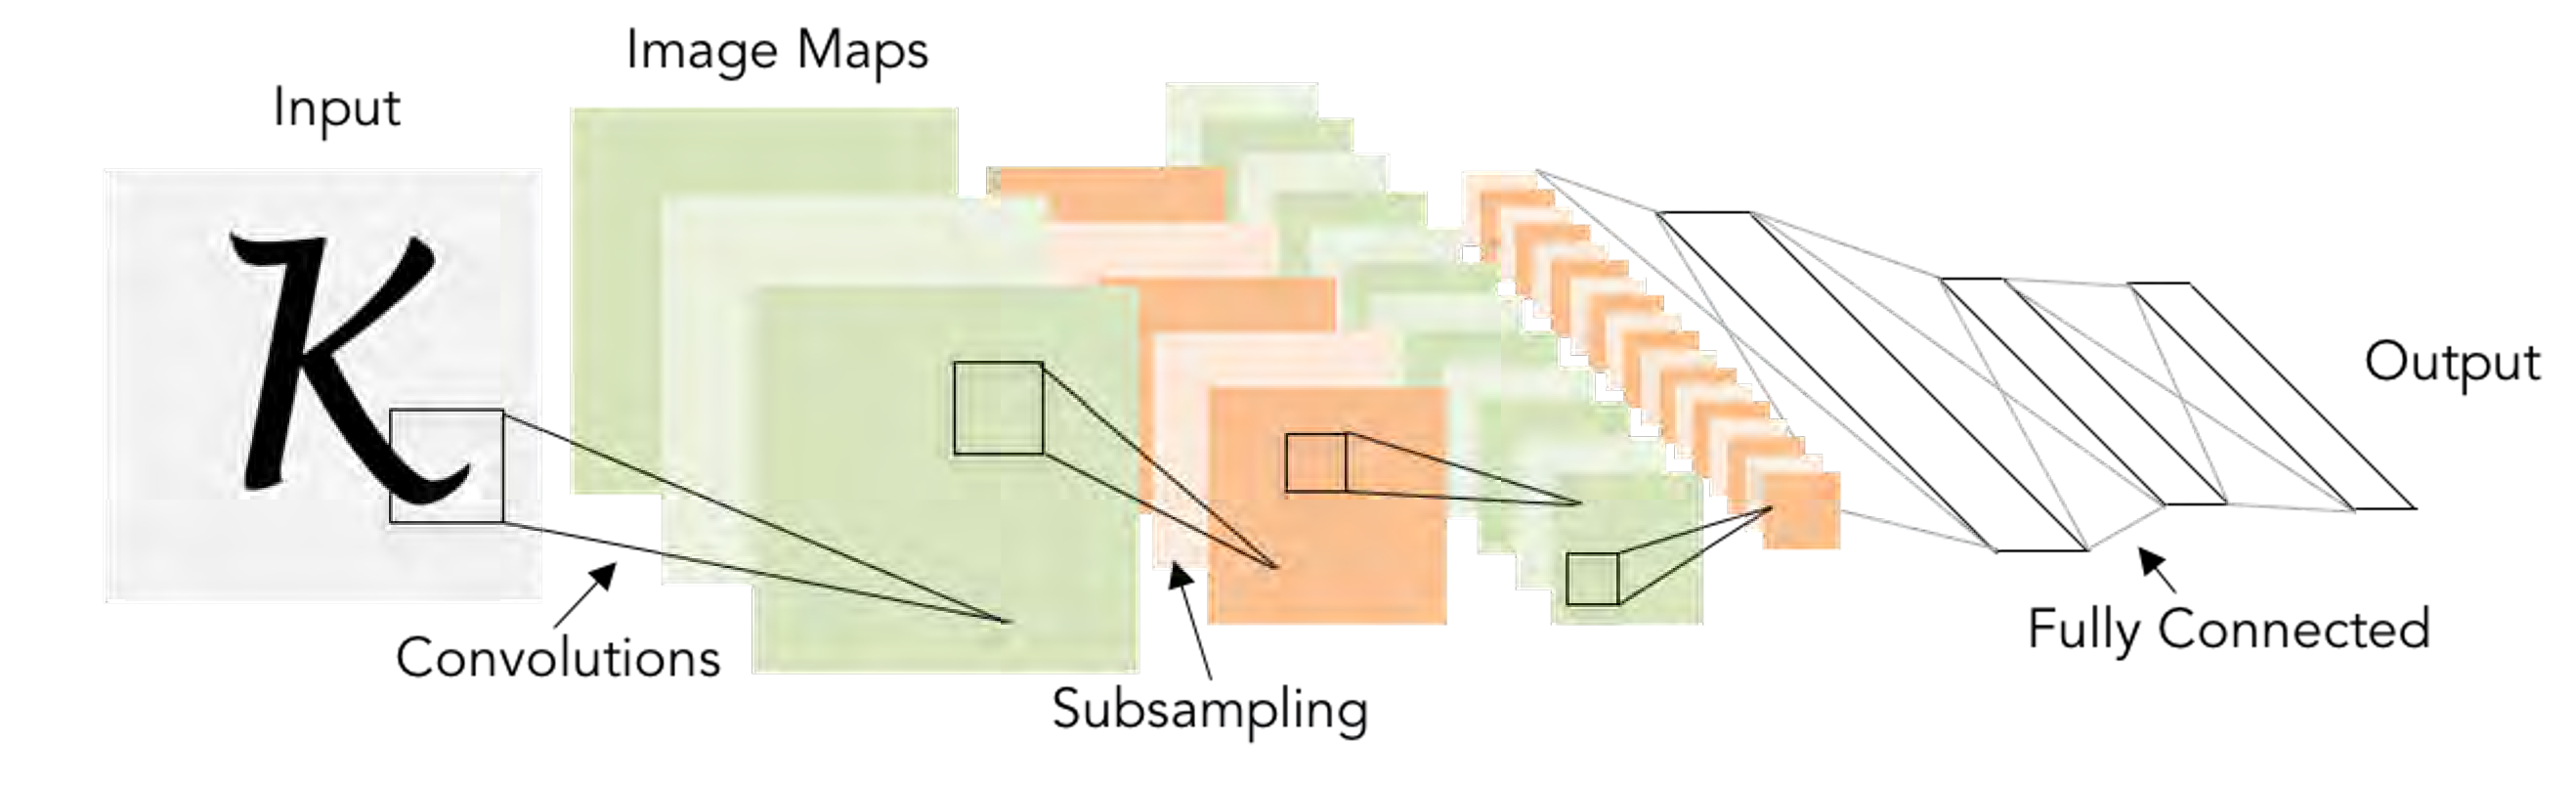 Image Maps
Input
K
Output
Convolutions
Fully Connected
Subsampling